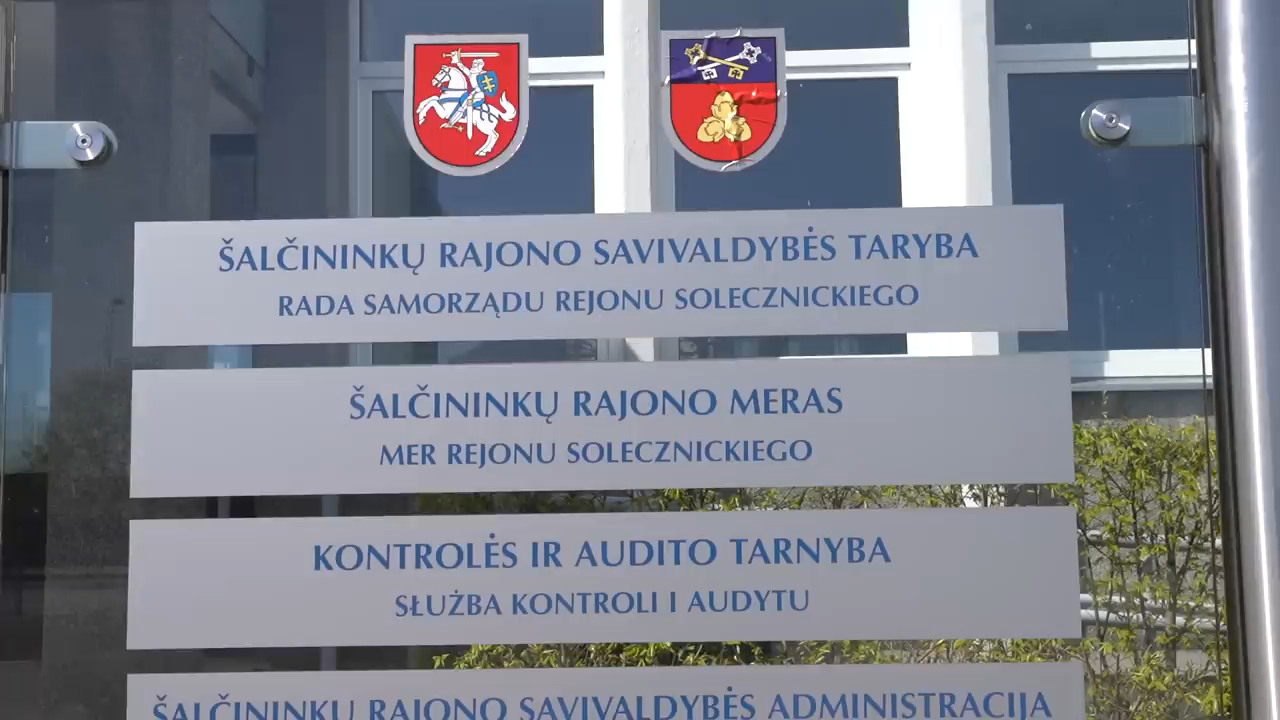 ŠALČININKŲ RAJONO SAVIVALDYBĖS TARYBA
RADA SAMORZĄDU REJONU SOLECZNICKIEGO
ŠALČININKŲ RAJONO MERAS
MER REJONU SOLECZNICKIEGO
KONTROLĖS IR AUDITO TARNYBA
SŁUŻBA KONTROLI I AUDYTU
ŠALČININKŲ RAJONO SAVIVALDYBĖS ADMINISTRACIJA